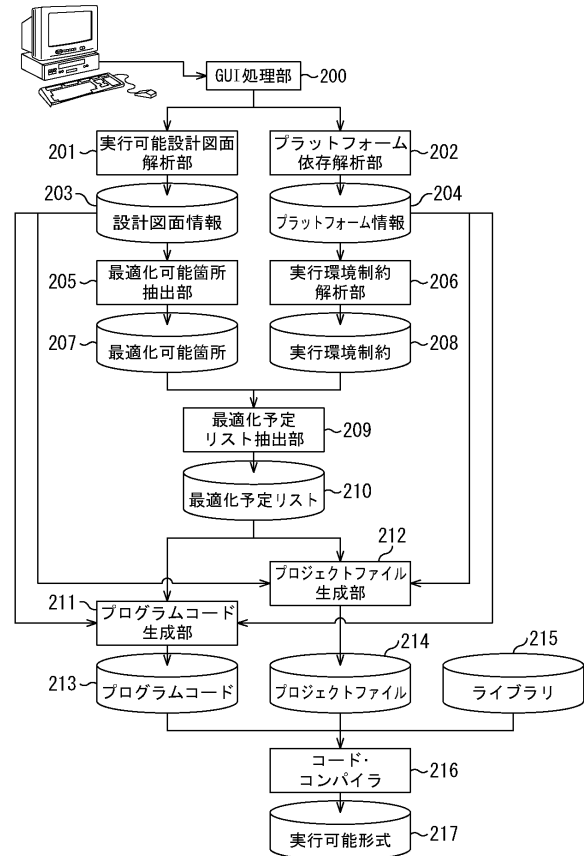 GUI処理部
200
実行可能設計図面
解析部
201
プラットフォーム
依存解析部
202
203
設計図面情報
204
プラットフォーム情報
205
最適化可能箇所
抽出部
実行環境制約
解析部
206
207
最適化可能箇所
実行環境制約
208
最適化予定
リスト抽出部
209
最適化予定リスト
210
212
プロジェクトファイル
生成部
211
プログラムコード
生成部
213
プログラムコード
214
プロジェクトファイル
215
ライブラリ
コード・
コンパイラ
216
実行可能形式
217